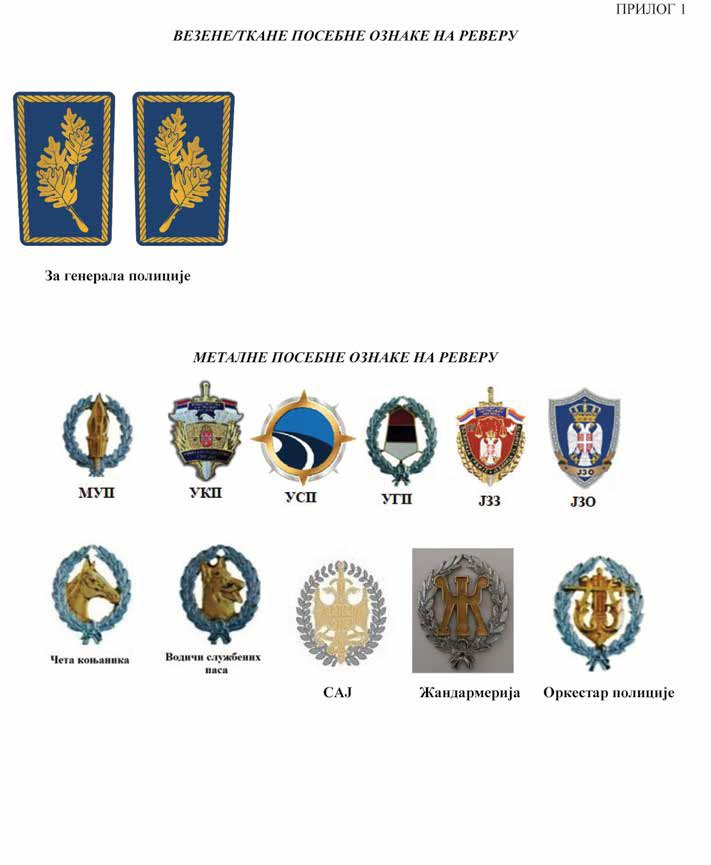 ПРИЛОГ 1
ВЕЗЕНЕ/ТКАНЕ ПОСЕБНЕ ОЗНАКЕ НА РЕВЕРУ
За генерала полиције
МЕТАЛНЕ ПОСЕБНЕ ОЗНАКЕ НА РЕВЕРУ
МУП
УКП
УСП
УГП
ЈЗЗ
ЈЗО
ЈЗО
Чета коњаника
Водичи службених
паса
САЈ
Ж
Жандармерија
Оркестар полиције